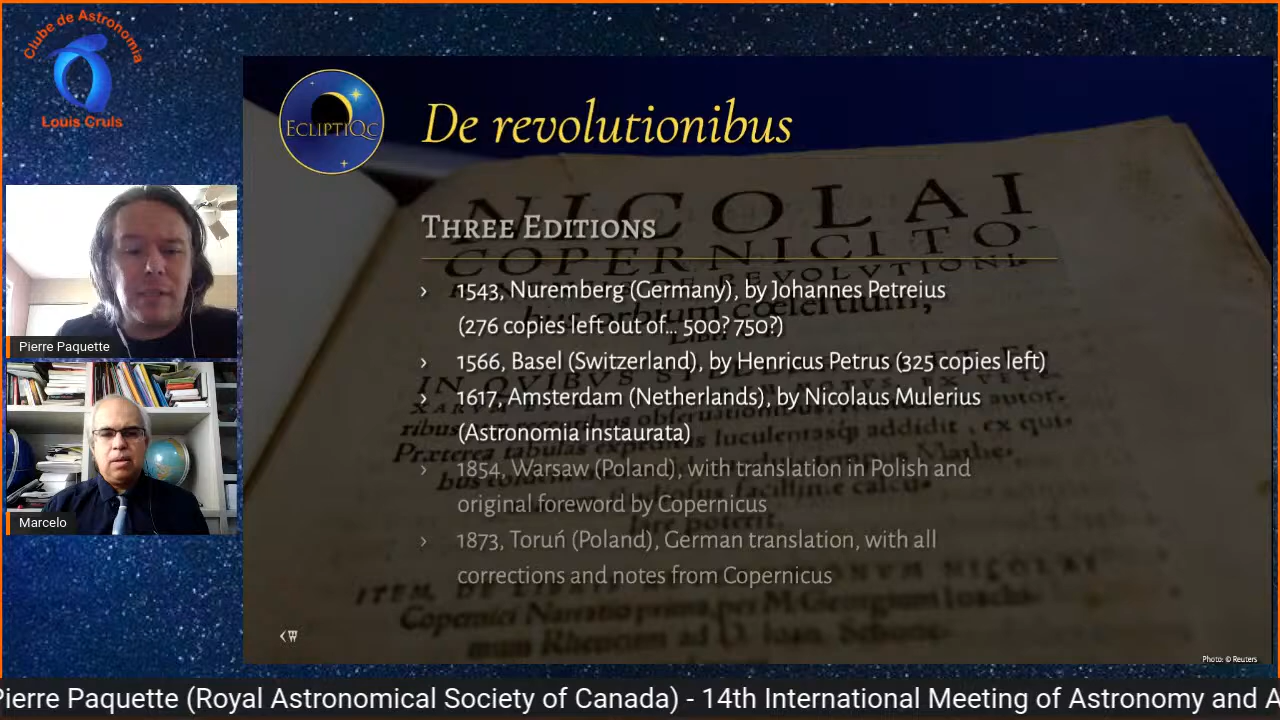 Clube de Astronomia
Louis Cruls
ECLIPTIQC
De revolutionibus
NICOLAI
COPERNICI TO-
THREE EDITIONS
› 1543, Nuremberg (Germany), by Johannes Petreius
(276 copies left out of... 500? 750?)
› 1566, Basel (Switzerland), by Henricus Petrus (325 copies left)
› 1617, Amsterdam (Netherlands), by Nicolaus Mulerius
(Astronomia instaurata)
› 1854, Warsaw (Poland), with translation in Polish and
original foreword by Copernicus
› 1873, Toruń (Poland), German translation, with all
corrections and notes from Copernicus
Pierre Paquette
Marcelo
Photo: © Reuters
Pierre Paquette (Royal Astronomical Society of Canada) - 14th International Meeting of Astronomy and A